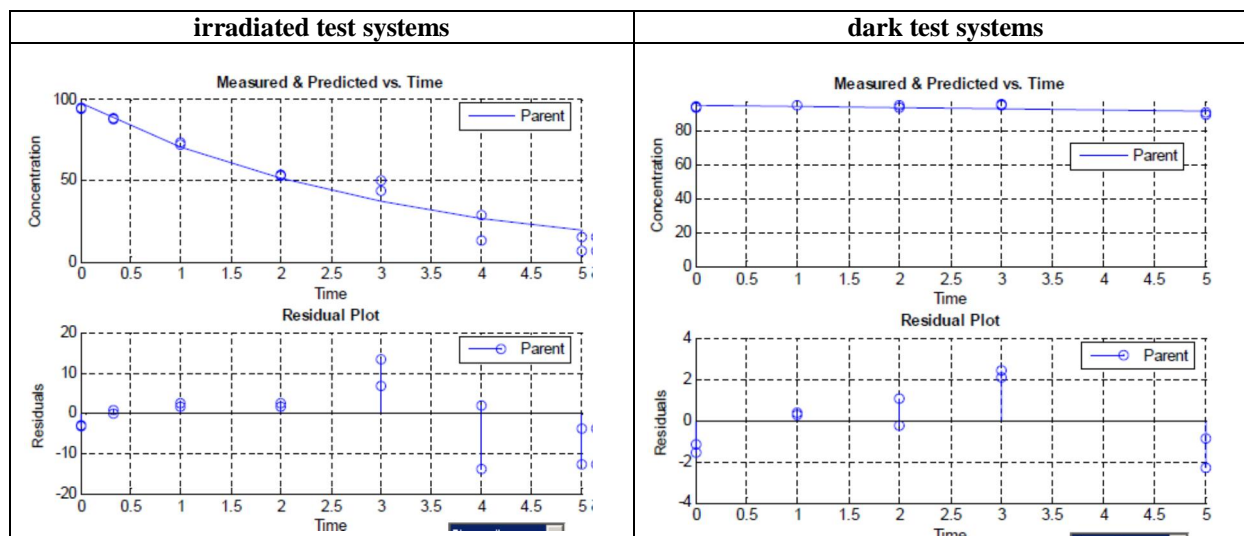 irradiated test systems
dark test systems
Measured & Predicted vs. Time
100
50
0
Concentration
Parent
0 0.5 1 1.5 2 2.5 3 3.5 4 4.5 5
Time
Residual Plot
20
10
0
-10
-20
Residuals
Parent
0 0.5 1 1.5 2 2.5 3 3.5 4 4.5 5
Time
Measured & Predicted vs. Time
80
60
40
20
0
Concentration
Parent
0 0.5 1 1.5 2 2.5 3 3.5 4 4.5 5
Time
Residual Plot
4
2
0
-2
-4
Residuals
Parent
0 0.5 1 1.5 2 2.5 3 3.5 4 4.5 5
Time